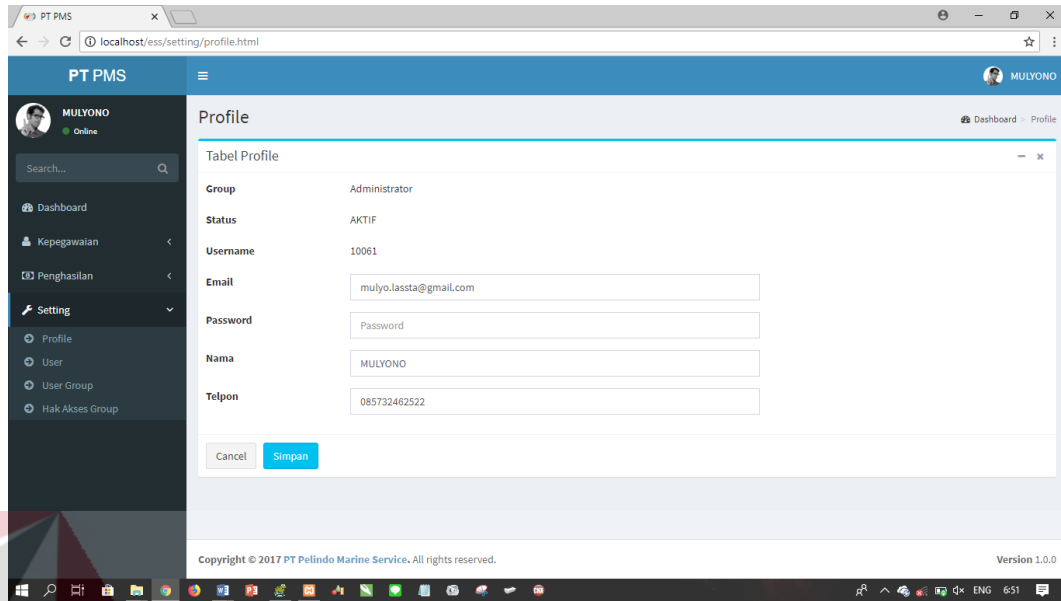 PT PMS
localhost/ess/setting/profile.html
PT PMS
MULYONO
MULYONO
Online
Profile
Dashboard > Profile
Search...
Tabel Profile
Dashboard
Kepegawaian
Penghasilan
Setting
Profile
User
User Group
Hak Akses Group
Group Administrator
Status AKTIF
Username 10061
Email mulyo.lassta@gmail.com
Password Password
Nama MULYONO
Telpon 085732462522
Cancel Simpan
Copyright © 2017 PT Pelindo Marine Service. All rights reserved. Version 1.0.0
ENG 6:51